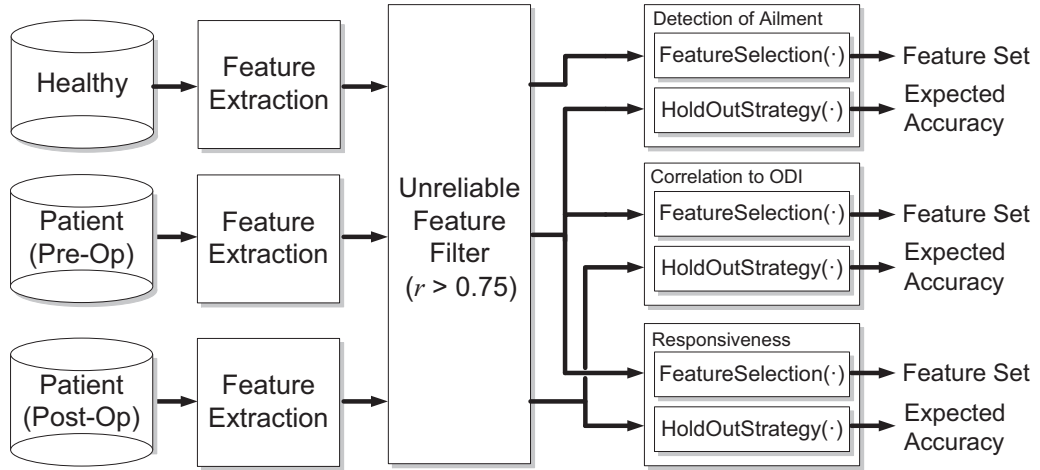 Healthy
Feature
Extraction
Patient
(Pre-Op)
Feature
Extraction
Patient
(Post-Op)
Feature
Extraction
Unreliable
Feature
Filter
(r > 0.75)
Detection of Ailment
FeatureSelection(·)
HoldOutStrategy(·)
Feature Set
Expected
Accuracy
Correlation to ODI
FeatureSelection(·)
HoldOutStrategy(·)
Feature Set
Expected
Accuracy
Responsiveness
FeatureSelection(·)
HoldOutStrategy(·)
Feature Set
Expected
Accuracy